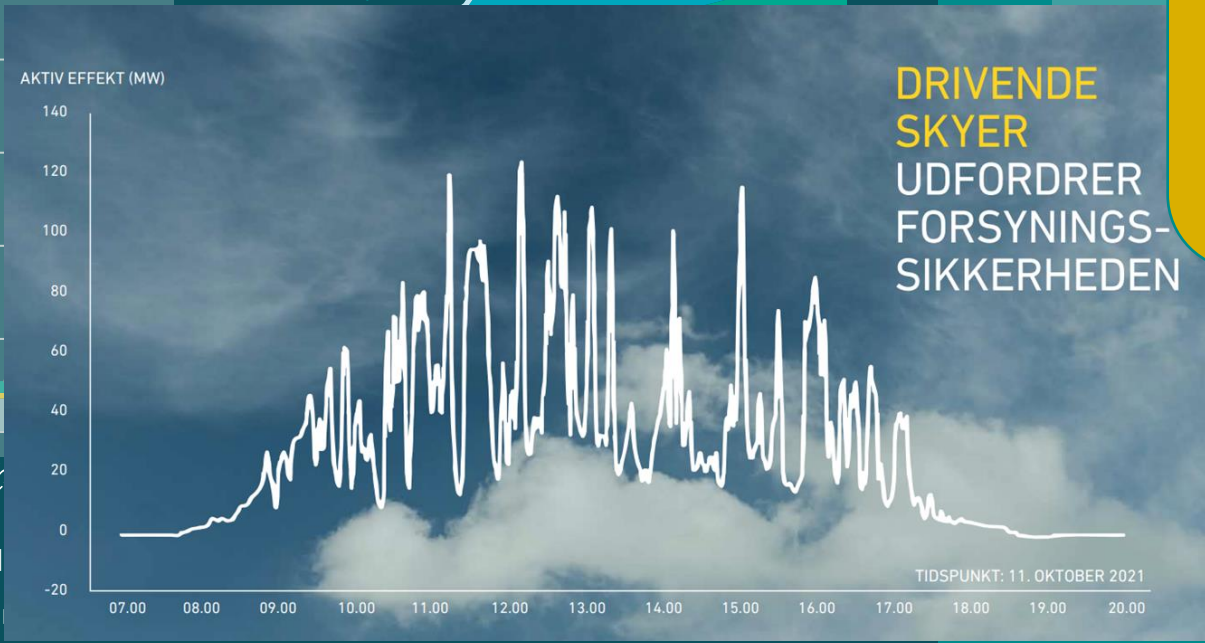 AKTIV EFFEKT (MW)
DRIVENDE
SKYER
UDFORDRER
FORSYNINGS-
SIKKERHEDEN
140
120
100
80
60
40
20
0
-20
TIDSPUNKT: 11. OKTOBER 2021
07.00 08.00 09.00 10.00 11.00 12.00 13.00 14.00 15.00 16.00 17.00 18.00 19.00 20.00